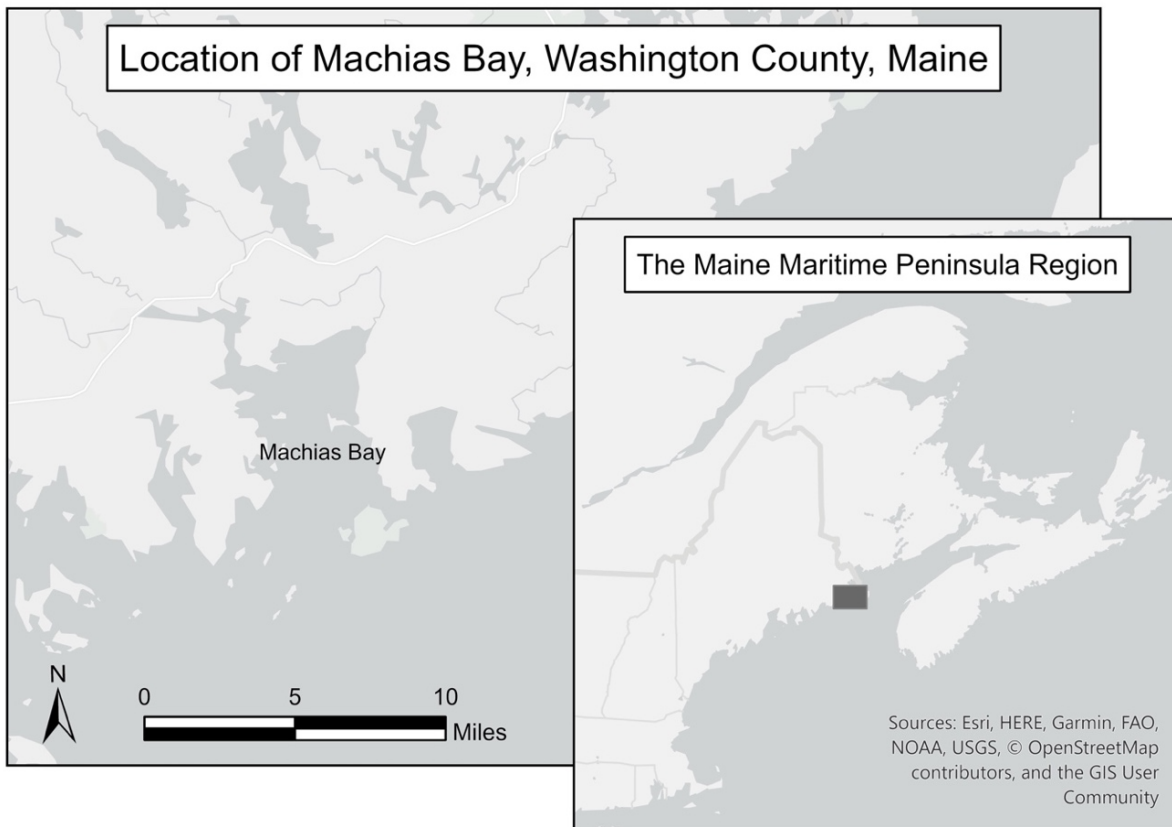 Location of Machias Bay, Washington County, Maine
The Maine Maritime Peninsula Region
Machias Bay
N
0 5 10
Miles
Sources: Esri, HERE, Garmin, FAO,
NOAA, USGS, © OpenStreetMap
contributors, and the GIS User
Community